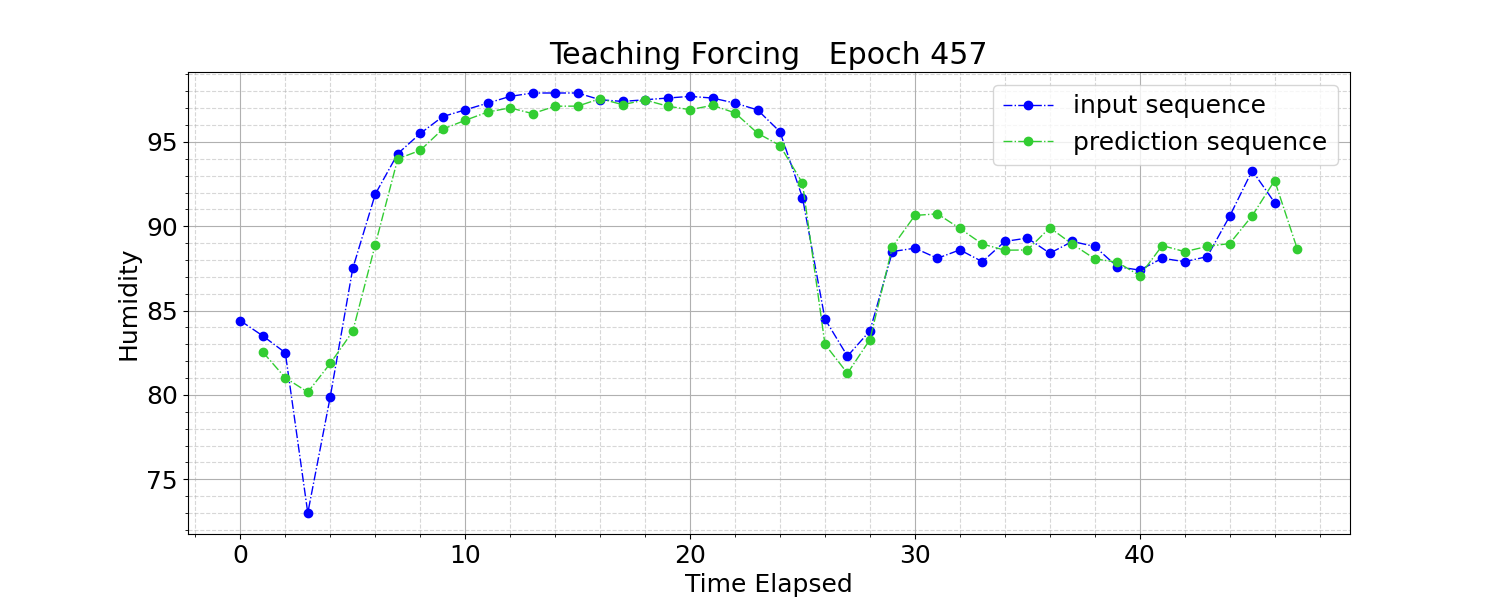 Teaching Forcing   Epoch 457
input sequence
prediction sequence
Humidity
95
90
85
80
75
0 10 20 30 40
Time Elapsed